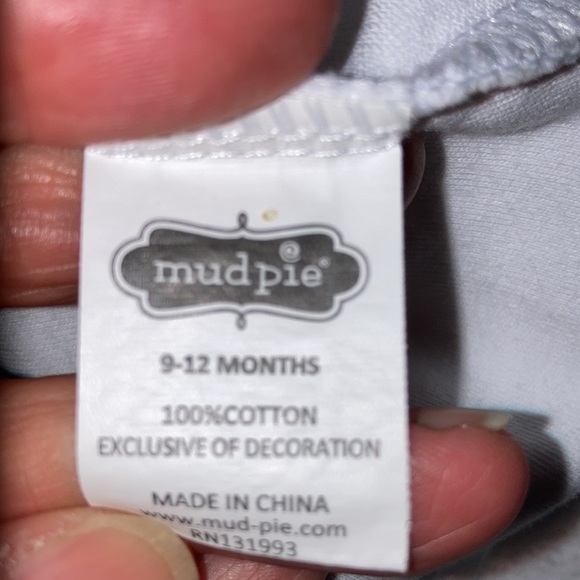 mudpie®
9-12 MONTHS
100%COTTON
EXCLUSIVE OF DECORATION
MADE IN CHINA
www.mud-pie.com
RN131993